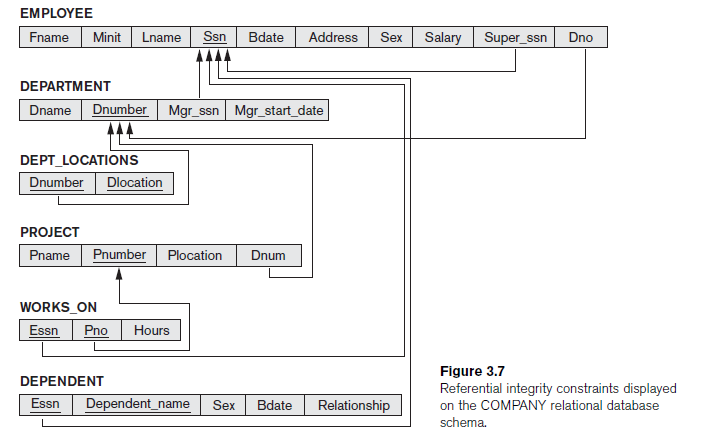 EMPLOYEE
Fname Minit Lname Ssn Bdate Address Sex Salary Super_ssn Dno
DEPARTMENT
Dname Dnumber Mgr_ssn Mgr_start_date
DEPT_LOCATIONS
Dnumber Dlocation
PROJECT
Pname Pnumber Plocation Dnum
WORKS_ON
Essn Pno Hours
DEPENDENT
Essn Dependent_name Sex Bdate Relationship
Figure 3.7
Referential integrity constraints displayed
on the COMPANY relational database
schema.